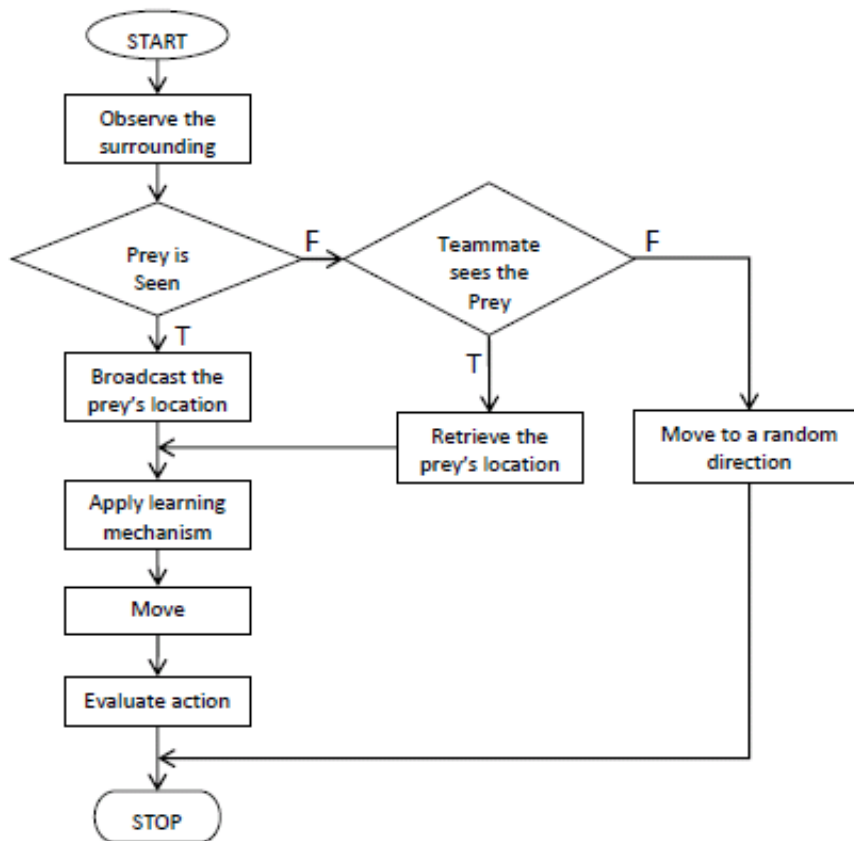 START
Observe the
surrounding
Prey is
Seen
F
Teammate
sees the
Prey
F
T
T
Broadcast the
prey's location
Retrieve the
prey's location
Move to a random
direction
Apply learning
mechanism
Move
Evaluate action
STOP